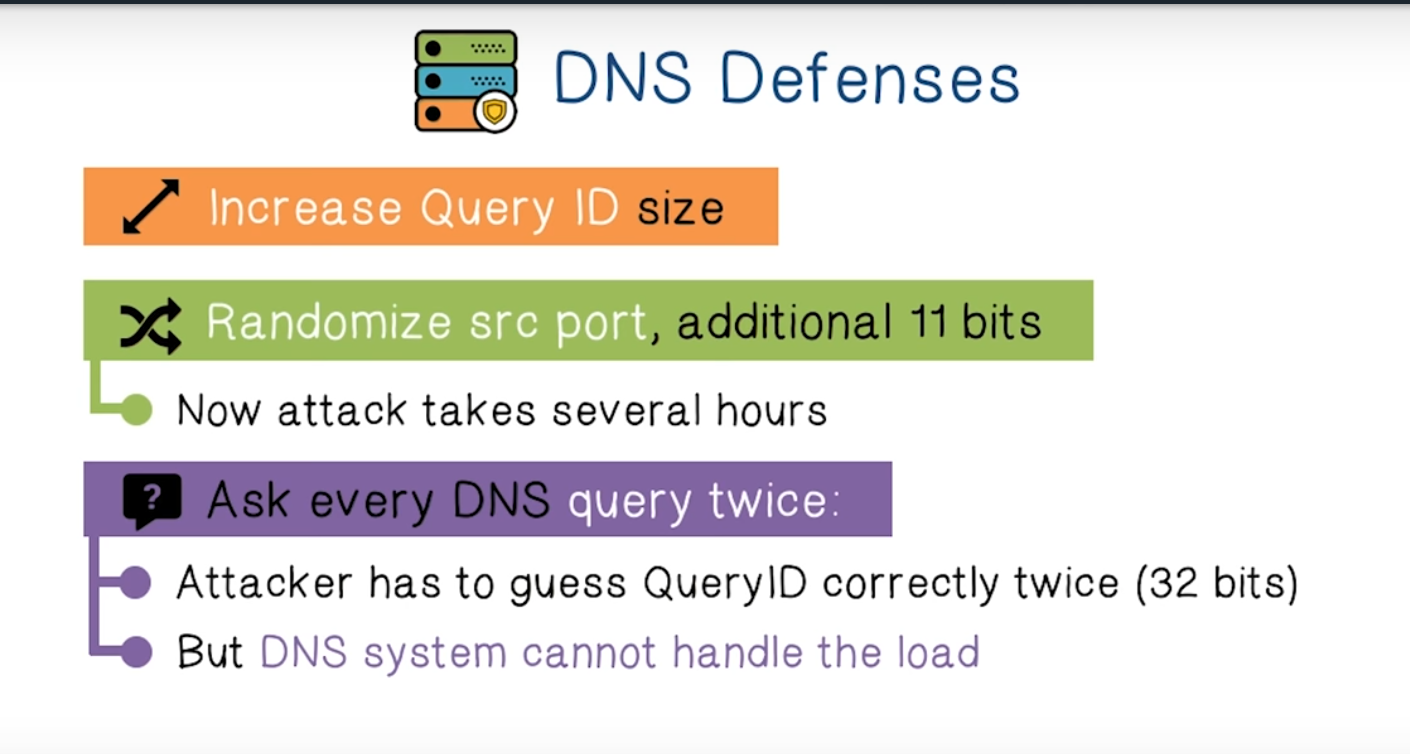 DNS Defenses
Increase Query ID size
Randomize src port, additional 11 bits
Now attack takes several hours
?
Ask every DNS query twice:
Attacker has to guess QueryID correctly twice (32 bits)
But DNS system cannot handle the load